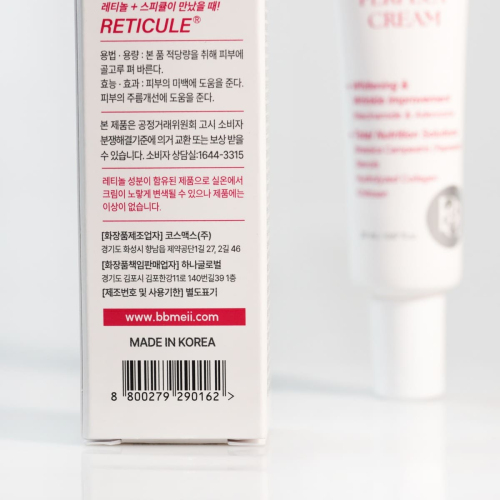 레티놀 + 스피큘이 만났을 때!
RETICULE®
용법 · 용량 : 본 품 적당량을 취해 피부에
골고루 펴 바른다.
효능 · 효과 : 피부의 미백에 도움을 준다.
피부의 주름개선에 도움을 준다.
본 제품은 공정거래위원회 고시 소비자
분쟁해결기준에 의거 교환 또는 보상 받을
수 있습니다. 소비자 상담실:1644-3315
레티놀 성분이 함유된 제품으로 실온에서
크림이 노랗게 변색될 수 있으나 제품에는
이상이 없습니다.
[화장품제조업자] 코스맥스(주)
경기도 화성시 향남읍 제약공단1길 27, 2길 46
[화장품책임판매업자] 하나글로벌
경기도 김포시 김포한강11로 140번길39 1층
[제조번호 및 사용기한] 별도표기
www.bbmeii.com
MADE IN KOREA
8 800279 290162 >
PERFECT
CREAM
Whitening &
Wrinkle Improvement
Total Nutrition Solution